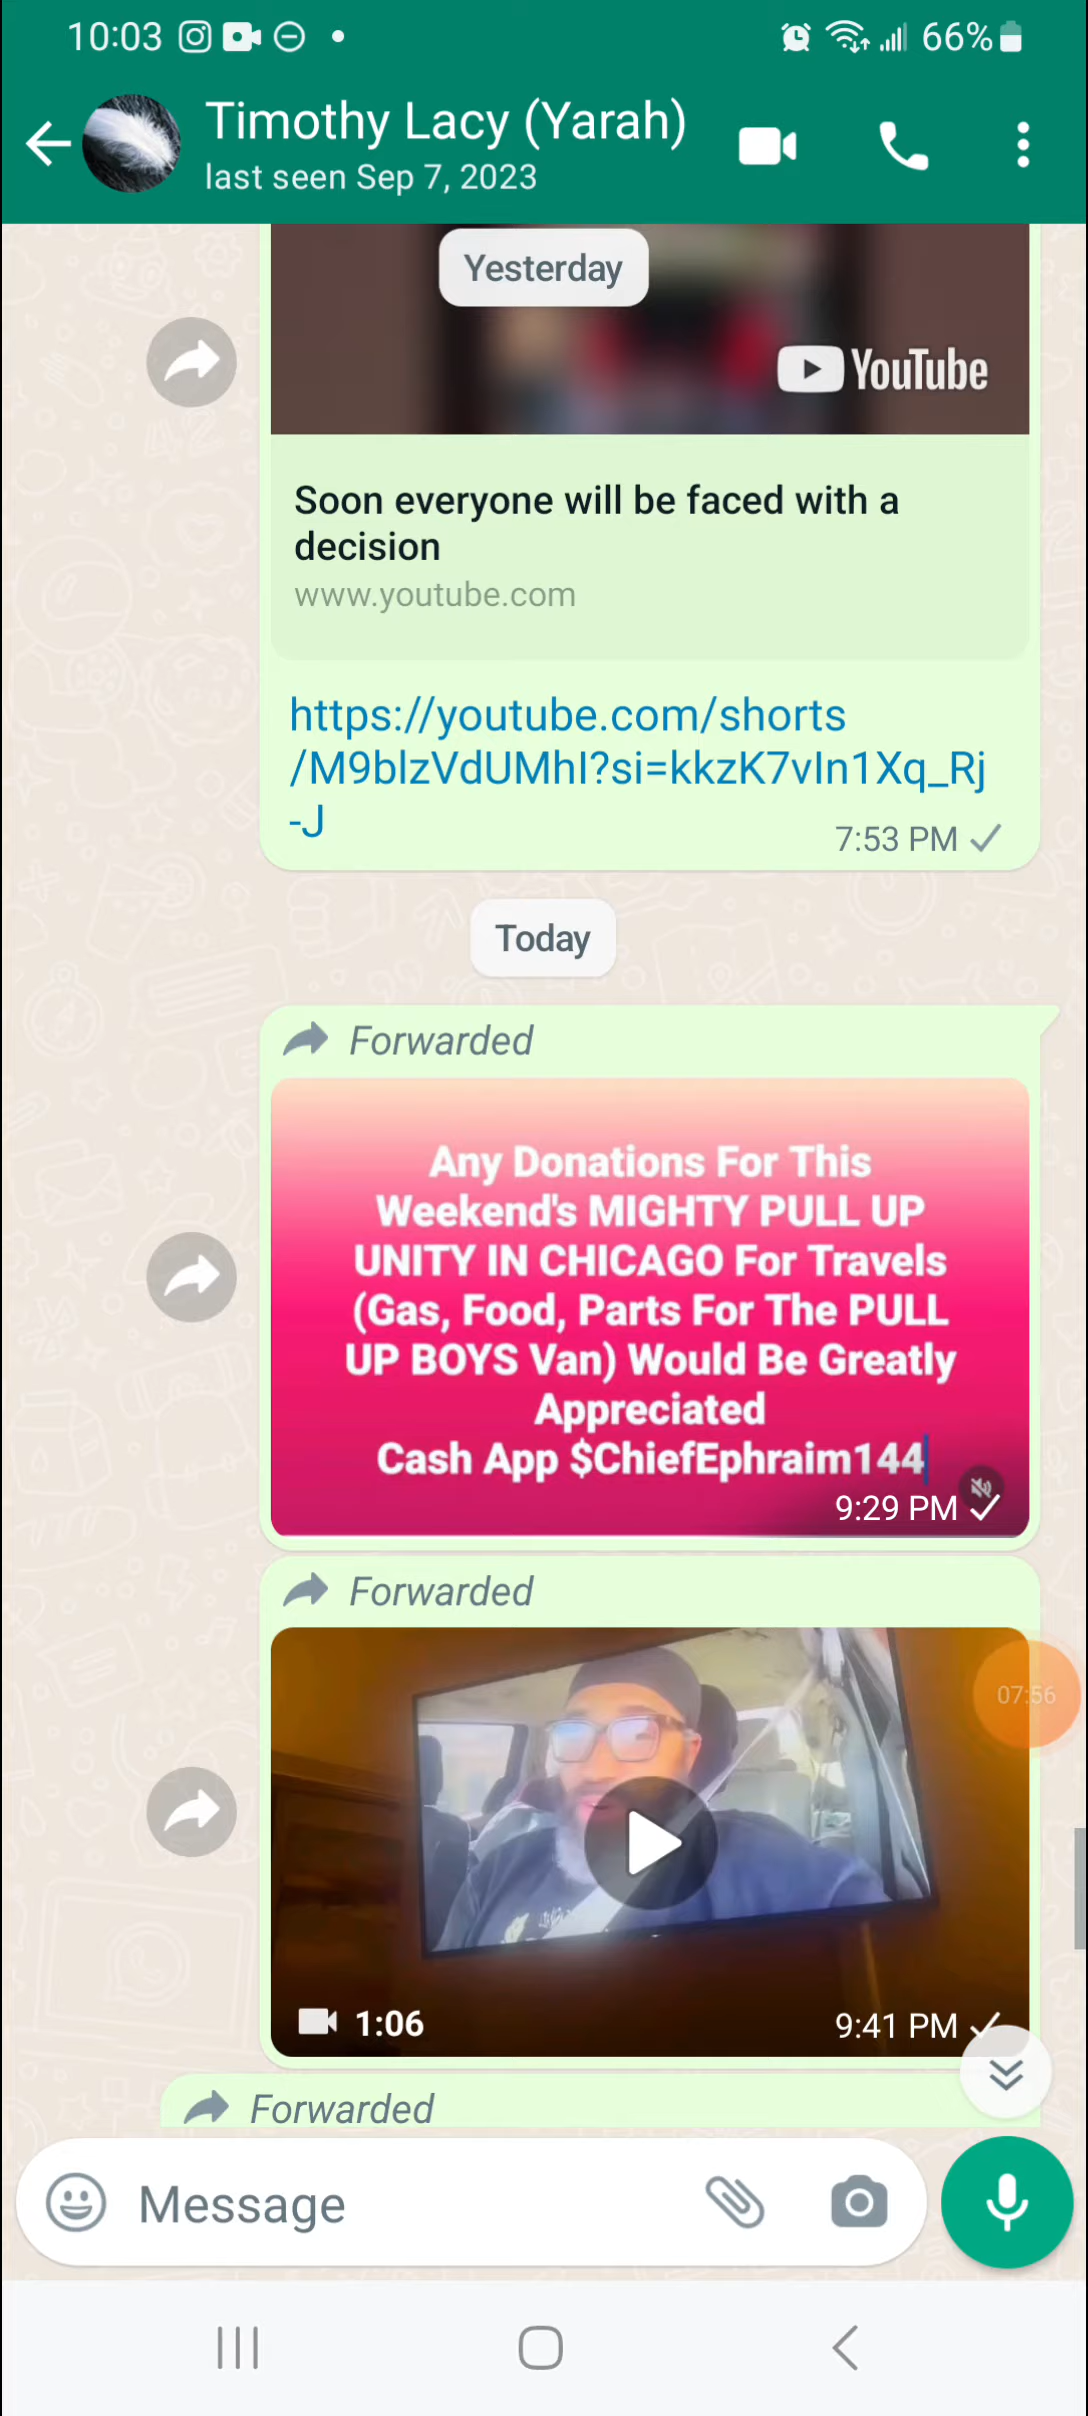 10:03
66%
Timothy Lacy (Yarah)
last seen Sep 7, 2023
Yesterday
YouTube
Soon everyone will be faced with a
decision
www.youtube.com
https://youtube.com/shorts
/M9blzVdUMhI?si=kkzK7vIn1Xq_Rj
-J
7:53 PM
Today
Forwarded
Any Donations For This
Weekend's MIGHTY PULL UP
UNITY IN CHICAGO For Travels
(Gas, Food, Parts For The PULL
UP BOYS Van) Would Be Greatly
Appreciated
Cash App $ChiefEphraim144
9:29 PM
Forwarded
07:56
1:06
9:41 PM
Forwarded
Message